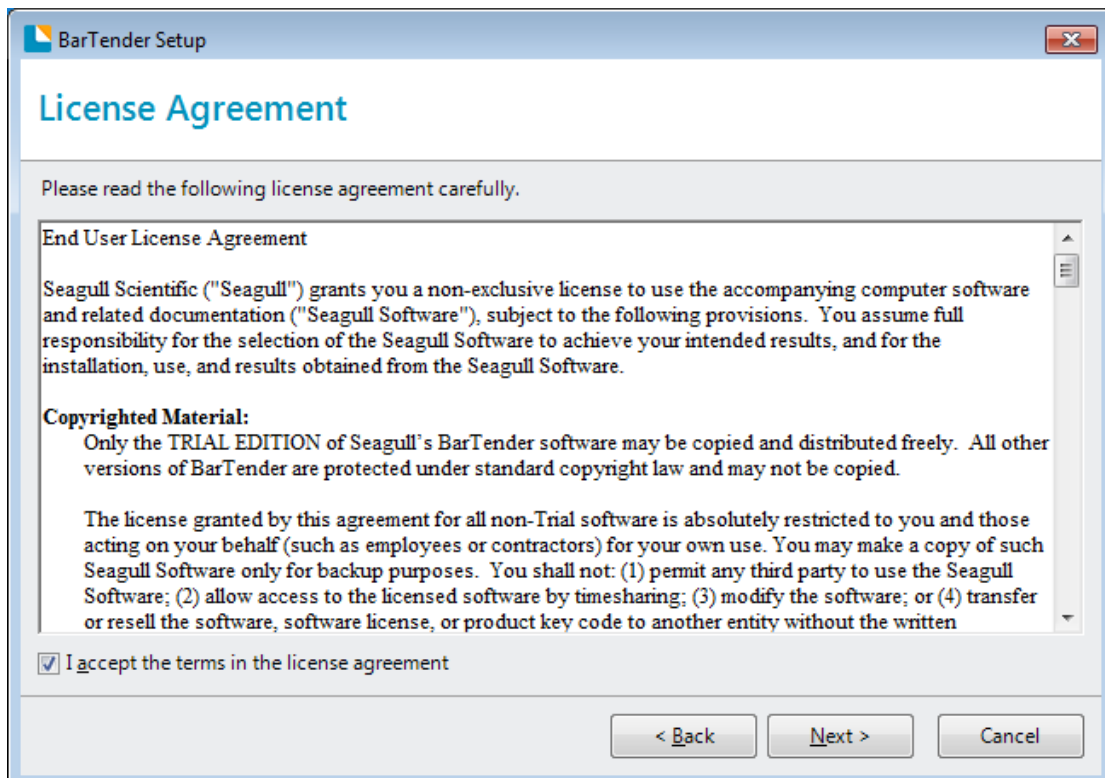 BarTender Setup
License Agreement
Please read the following license agreement carefully.
End User License Agreement
Seagull Scientific ("Seagull") grants you a non-exclusive license to use the accompanying computer software
and related documentation ("Seagull Software"), subject to the following provisions.  You assume full
responsibility for the selection of the Seagull Software to achieve your intended results, and for the
installation, use, and results obtained from the Seagull Software.
Copyrighted Material:
Only the TRIAL EDITION of Seagull’s BarTender software may be copied and distributed freely.  All other
versions of BarTender are protected under standard copyright law and may not be copied.
The license granted by this agreement for all non-Trial software is absolutely restricted to you and those
acting on your behalf (such as employees or contractors) for your own use. You may make a copy of such
Seagull Software only for backup purposes.  You shall not: (1) permit any third party to use the Seagull
Software; (2) allow access to the licensed software by timesharing; (3) modify the software; or (4) transfer
or resell the software, software license, or product key code to another entity without the written
I accept the terms in the license agreement
< Back Next > Cancel